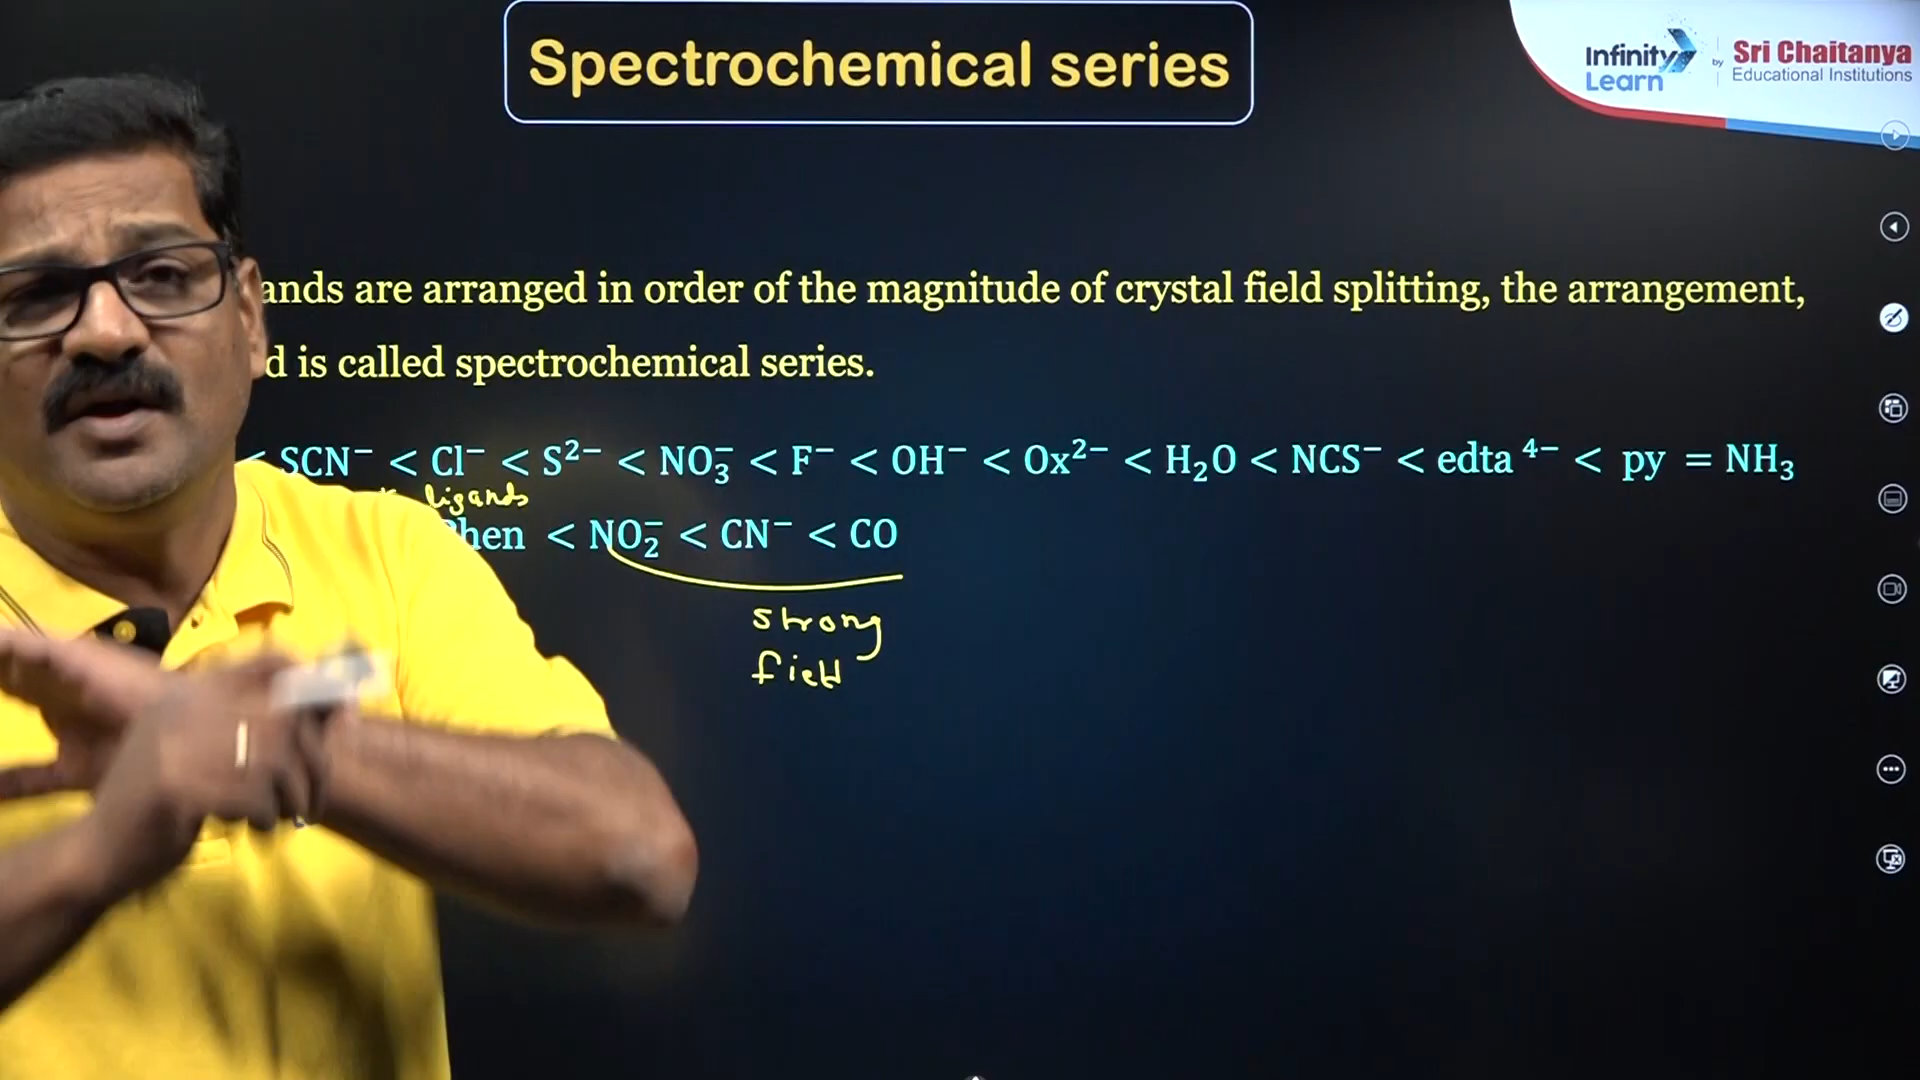 Spectrochemical series
Infinity Learn by Sri Chaitanya Educational Institutions
ands are arranged in order of the magnitude of crystal field splitting, the arrangement,
d is called spectrochemical series.
< SCN⁻ < Cl⁻ < S²⁻ < NO₃⁻ < F⁻ < OH⁻ < Ox²⁻ < H₂O < NCS⁻ < edta⁴⁻ < py = NH₃
ligands
hen < NO₂⁻ < CN⁻ < CO
strong
field